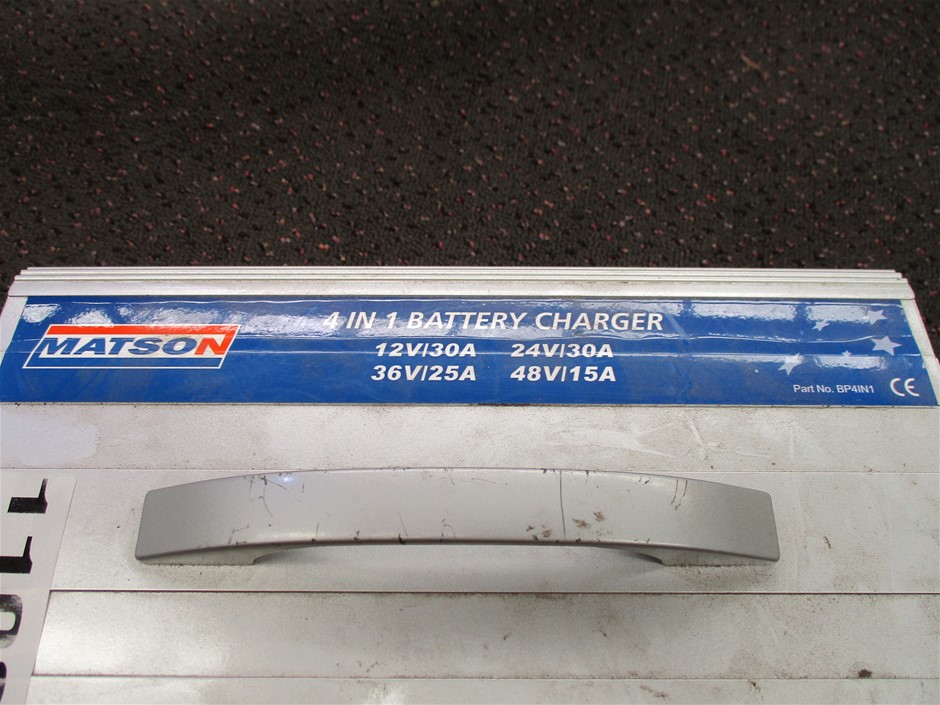 MATSON
4 IN 1 BATTERY CHARGER
12V/30A 24V/30A
36V/25A 48V/15A
Part No. BP4IN1 CE